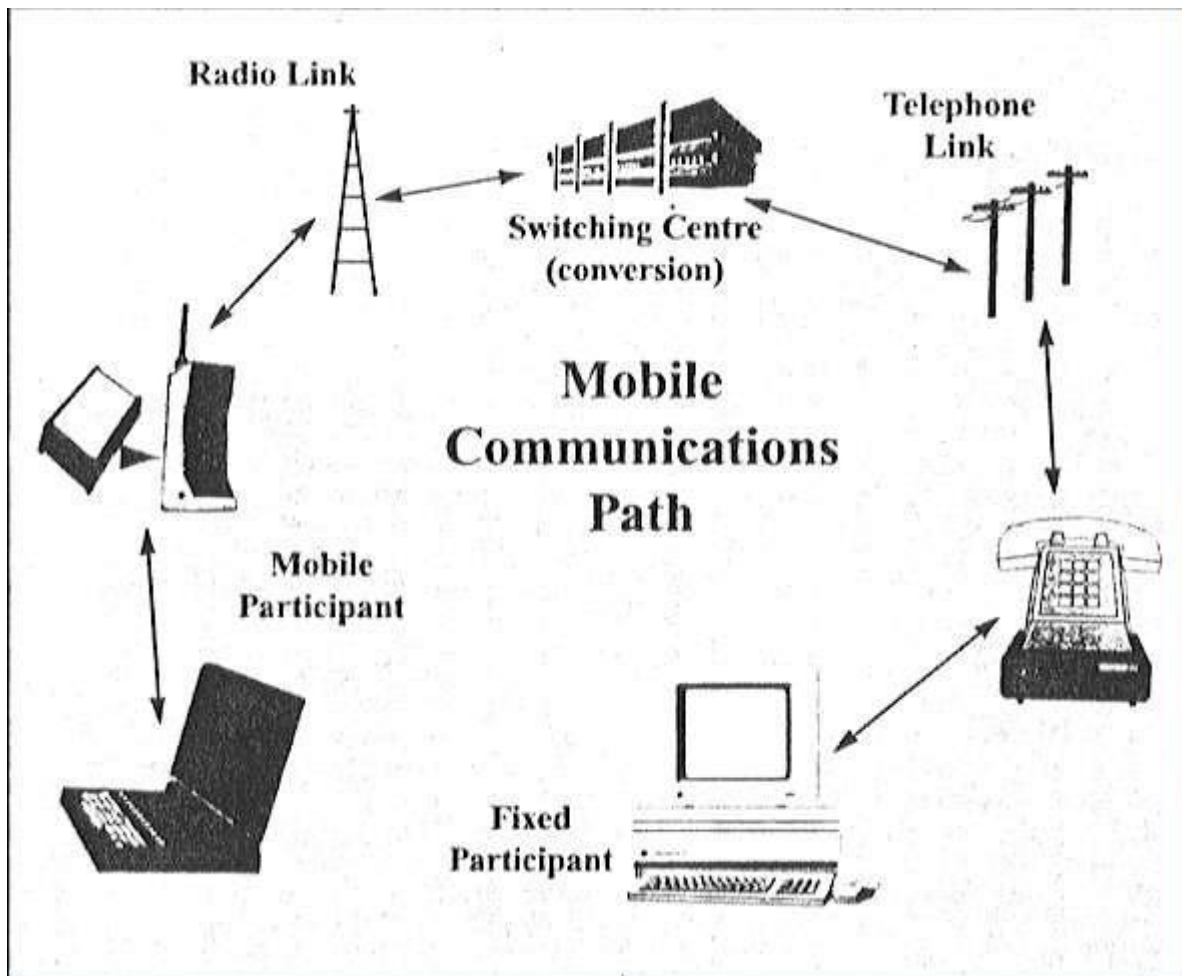 Radio Link
Telephone
Link
Switching Centre
(conversion)
Mobile
Communications
Path
Mobile
Participant
Fixed
Participant